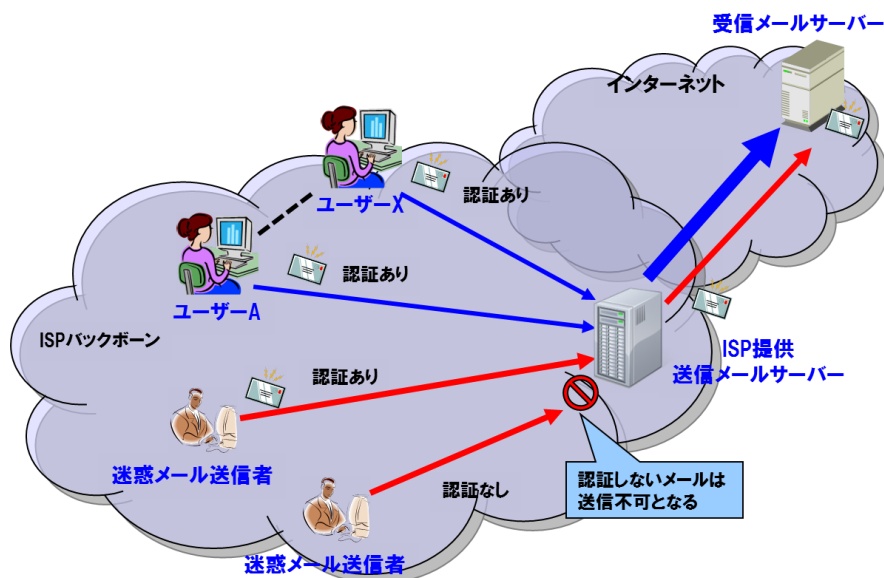 受信メールサーバー
インターネット
ユーザーX
認証あり
ユーザーA
認証あり
ISPバックボーン
ISP提供
送信メールサーバー
認証あり
迷惑メール送信者
認証なし
認証しないメールは
送信不可となる
迷惑メール送信者